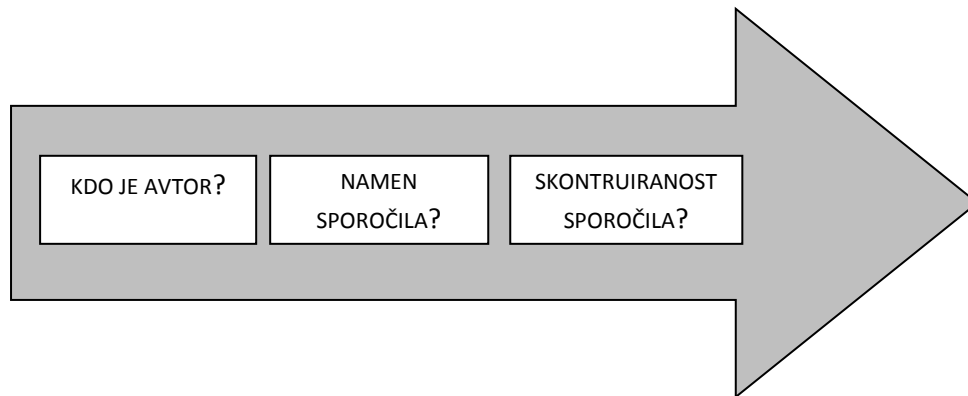 KDO JE AVTOR?
NAMEN
SPOROČILA?
SKONTRUIRANOST
SPOROČILA?